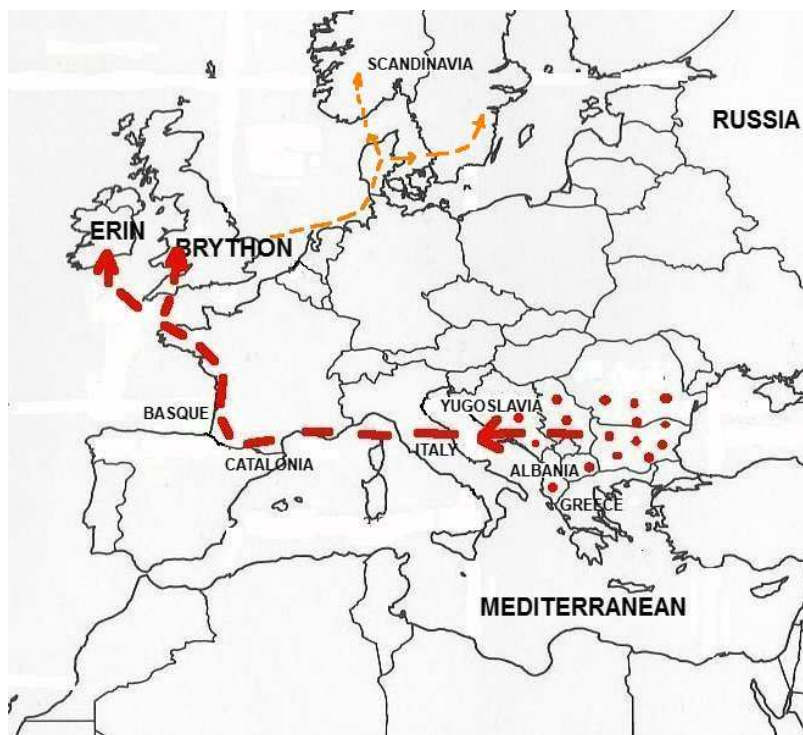 SCANDINAVIA
RUSSIA
ERIN
BRYTHON
BASQUE
YUGOSLAVIA
ITALY
CATALONIA
ALBANIA
GREECE
MEDITERRANEAN